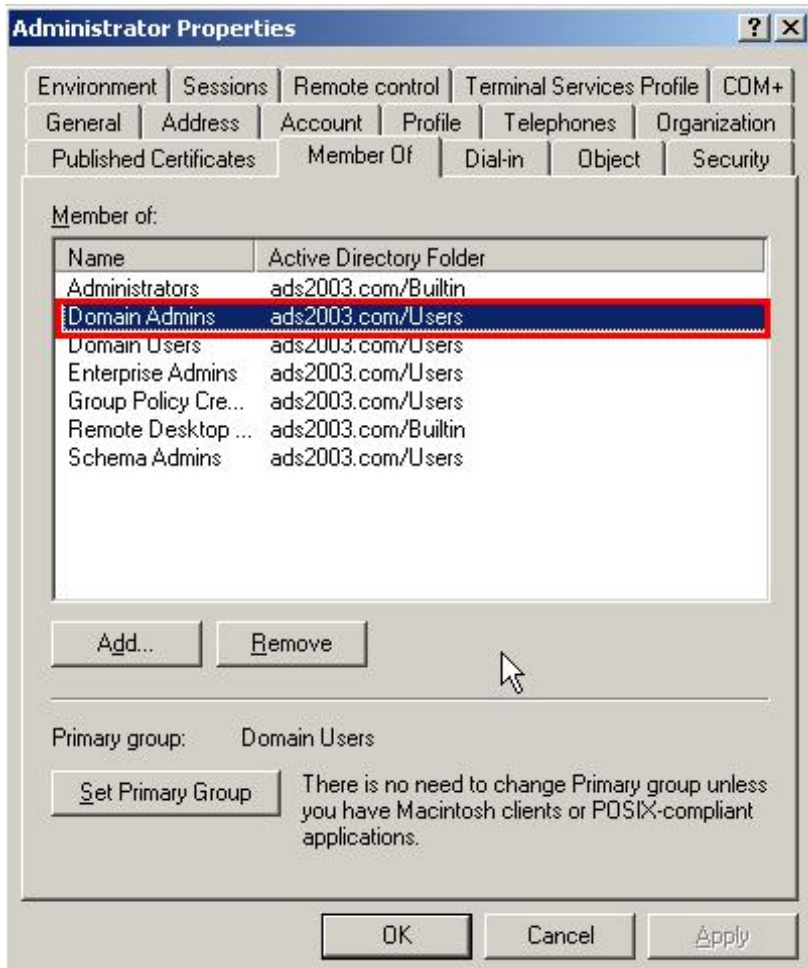 Administrator Properties
Environment Sessions Remote control Terminal Services Profile COM+
General Address Account Profile Telephones Organization
Published Certificates Member Of Dial-in Object Security
Member of:
Name Active Directory Folder
Administrators ads2003.com/Builtin
Domain Admins ads2003.com/Users
Domain Users ads2003.com/Users
Enterprise Admins ads2003.com/Users
Group Policy Cre... ads2003.com/Users
Remote Desktop ... ads2003.com/Builtin
Schema Admins ads2003.com/Users
Add... Remove
Primary group: Domain Users
Set Primary Group
There is no need to change Primary group unless
you have Macintosh clients or POSIX-compliant
applications.
OK Cancel Apply